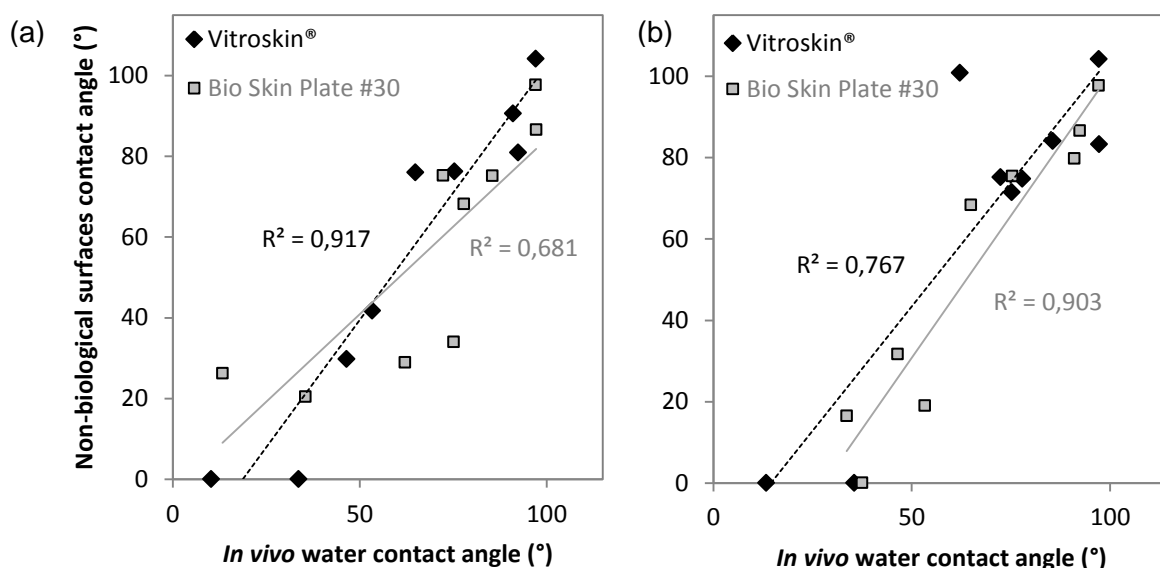 (a)
Non-biological surfaces contact angle (°)
Vitroskin®
Bio Skin Plate #30
100
80
60
40
20
0
R² = 0,917
R² = 0,681
0 50 100
In vivo water contact angle (°)
(b)
Vitroskin®
Bio Skin Plate #30
100
80
60
40
20
0
R² = 0,767
R² = 0,903
0 50 100
In vivo water contact angle (°)